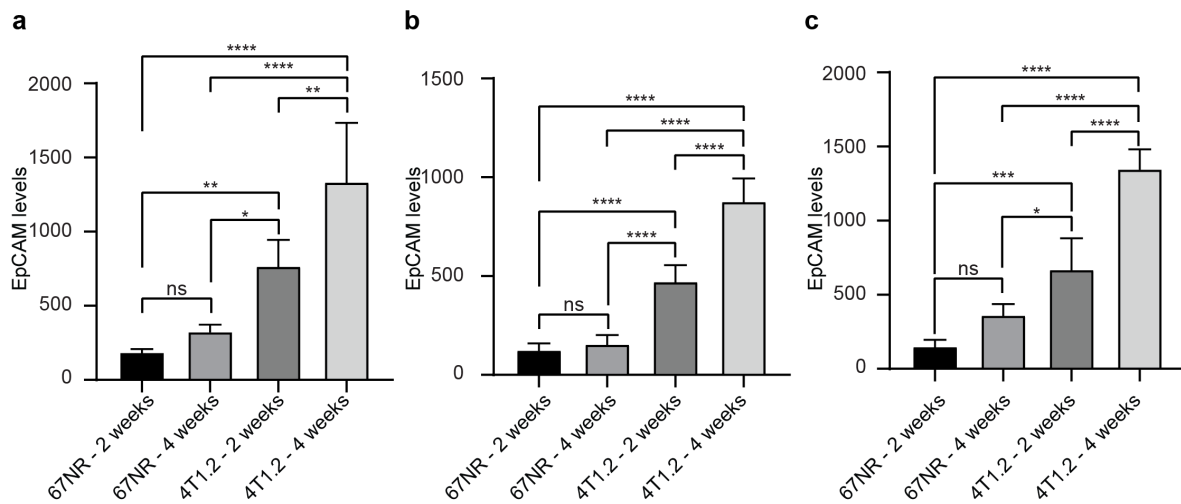 a
EpCAM levels
2000
1500
1000
500
0
****
****
**
**
*
ns
67NR - 2 weeks
67NR - 4 weeks
4T1.2 - 2 weeks
4T1.2 - 4 weeks
b
EpCAM levels
1500
1000
500
0
****
****
****
****
****
ns
67NR - 2 weeks
67NR - 4 weeks
4T1.2 - 2 weeks
4T1.2 - 4 weeks
c
EpCAM levels
2000
1500
1000
500
0
****
****
****
***
*
ns
67NR - 2 weeks
67NR - 4 weeks
4T1.2 - 2 weeks
4T1.2 - 4 weeks